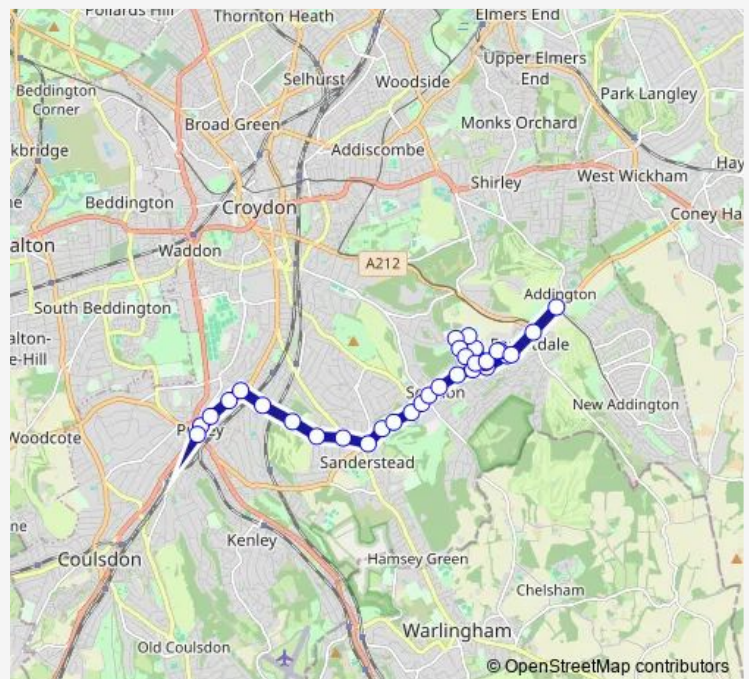 Pollards Hill
Thornton Heath
Elmers End
Selhurst
Woodside
Upper Elmers
End
Beddington
Corner
Park Langley
Broad Green
Monks Orchard
kbridge
Addiscombe
Hay
Shirley
West Wickham
ne
Beddington
Croydon
Coney Ha
alton
Waddon
A212
Addington
South Beddington
alton-
e-Hill
New Addington
Woodcote
Sanderstead
ne
Kenley
Coulsdon
Hamsey Green
Chelsham
Old Coulsdon
Warlingham
© OpenStreetMap contributors